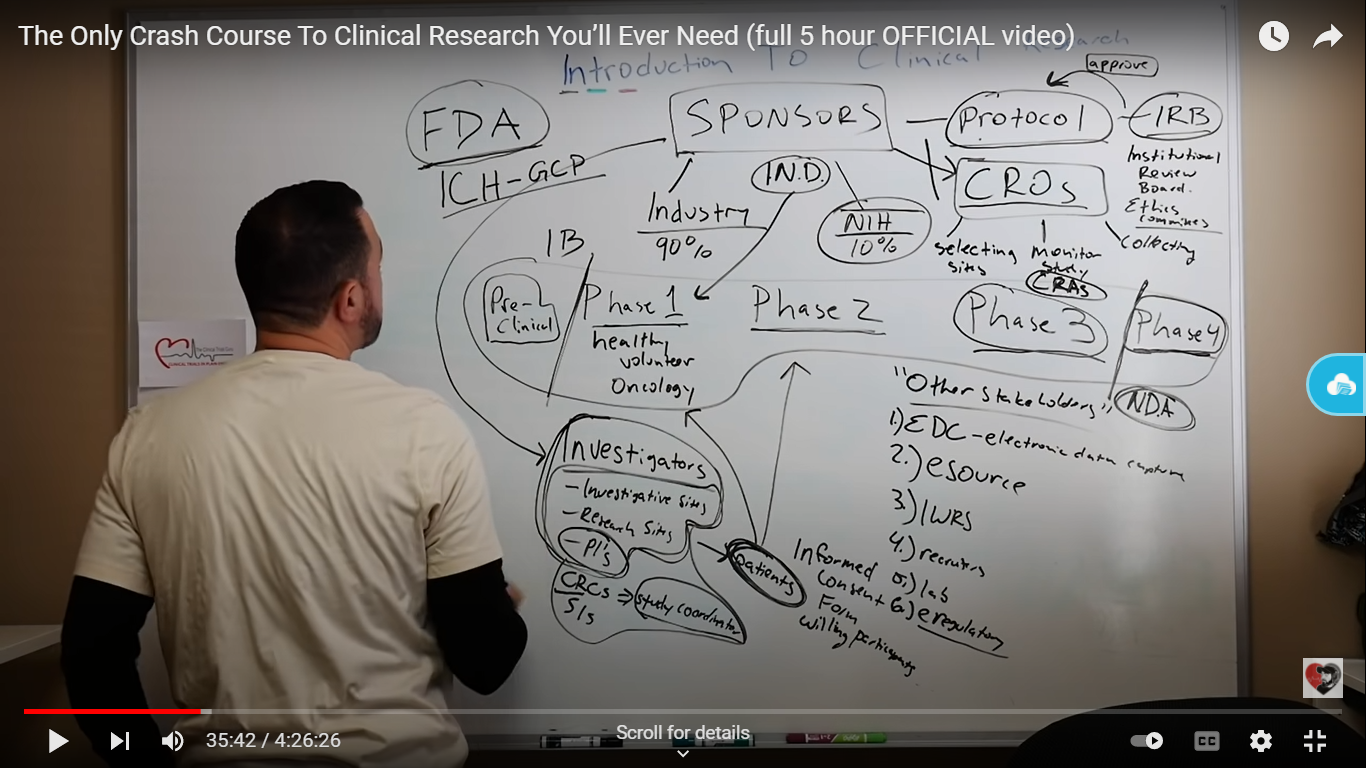 The Only Crash Course To Clinical Research You'll Ever Need (full 5 hour OFFICIAL video)
Introduction To Clinical Research
approve
FDA
SPONSORS
Protocol
IRB
ICH-GCP
I.N.D.
CROs
Institutional
Review
Board.
Ethics
Industry
90%
NIH
10%
selecting
sites
monitor
study
CRAs
collecting
IB
Pre-
Clinical
Phase 1
healthy
volunteer
Oncology
Phase 2
Phase 3
Phase 4
NDA
"Other stakeholders"
1.) EDC - electronic data capture
2.) esource
3.) IWRS
4.) recruiters
5.) lab
6.) eregulatory
Investigators
- Investigative sites
- Research Sites
- PI's
CRCs ⇒ study coordinator
S/s
patients
Informed
Consent
Form
willing participants
CLINICAL TRIALS IN PLAIN
35:42 / 4:26:26
Scroll for details
CC